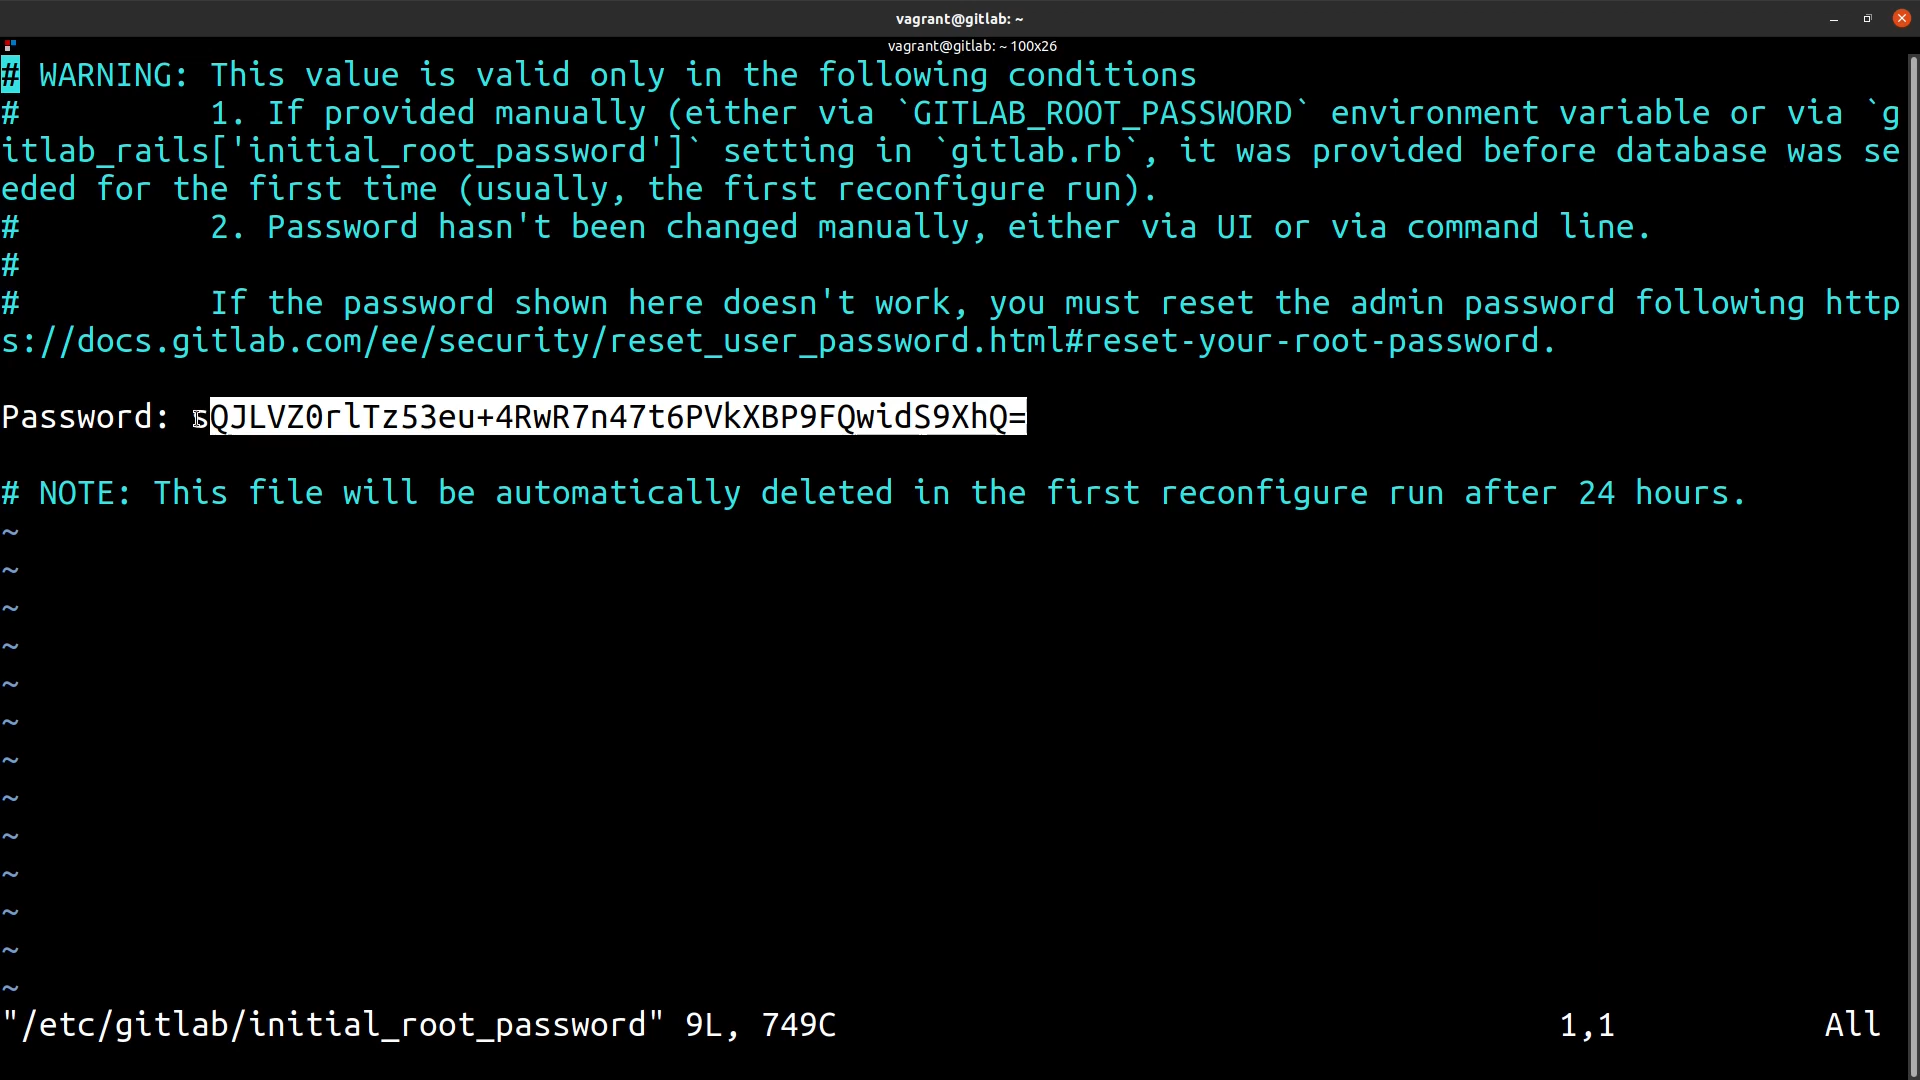 vagrant@gitlab: ~
vagrant@gitlab: ~ 100x26
# WARNING: This value is valid only in the following conditions
#          1. If provided manually (either via `GITLAB_ROOT_PASSWORD` environment variable or via `g
itlab_rails['initial_root_password']` setting in `gitlab.rb`, it was provided before database was se
eded for the first time (usually, the first reconfigure run).
#          2. Password hasn't been changed manually, either via UI or via command line.
#
#          If the password shown here doesn't work, you must reset the admin password following http
s://docs.gitlab.com/ee/security/reset_user_password.html#reset-your-root-password.
Password: sQJLVZ0rlTz53eu+4RwR7n47t6PVkXBP9FQwidS9XhQ=
# NOTE: This file will be automatically deleted in the first reconfigure run after 24 hours.
~
~
~
~
~
~
~
~
~
~
~
~
~
"/etc/gitlab/initial_root_password" 9L, 749C 1,1 All